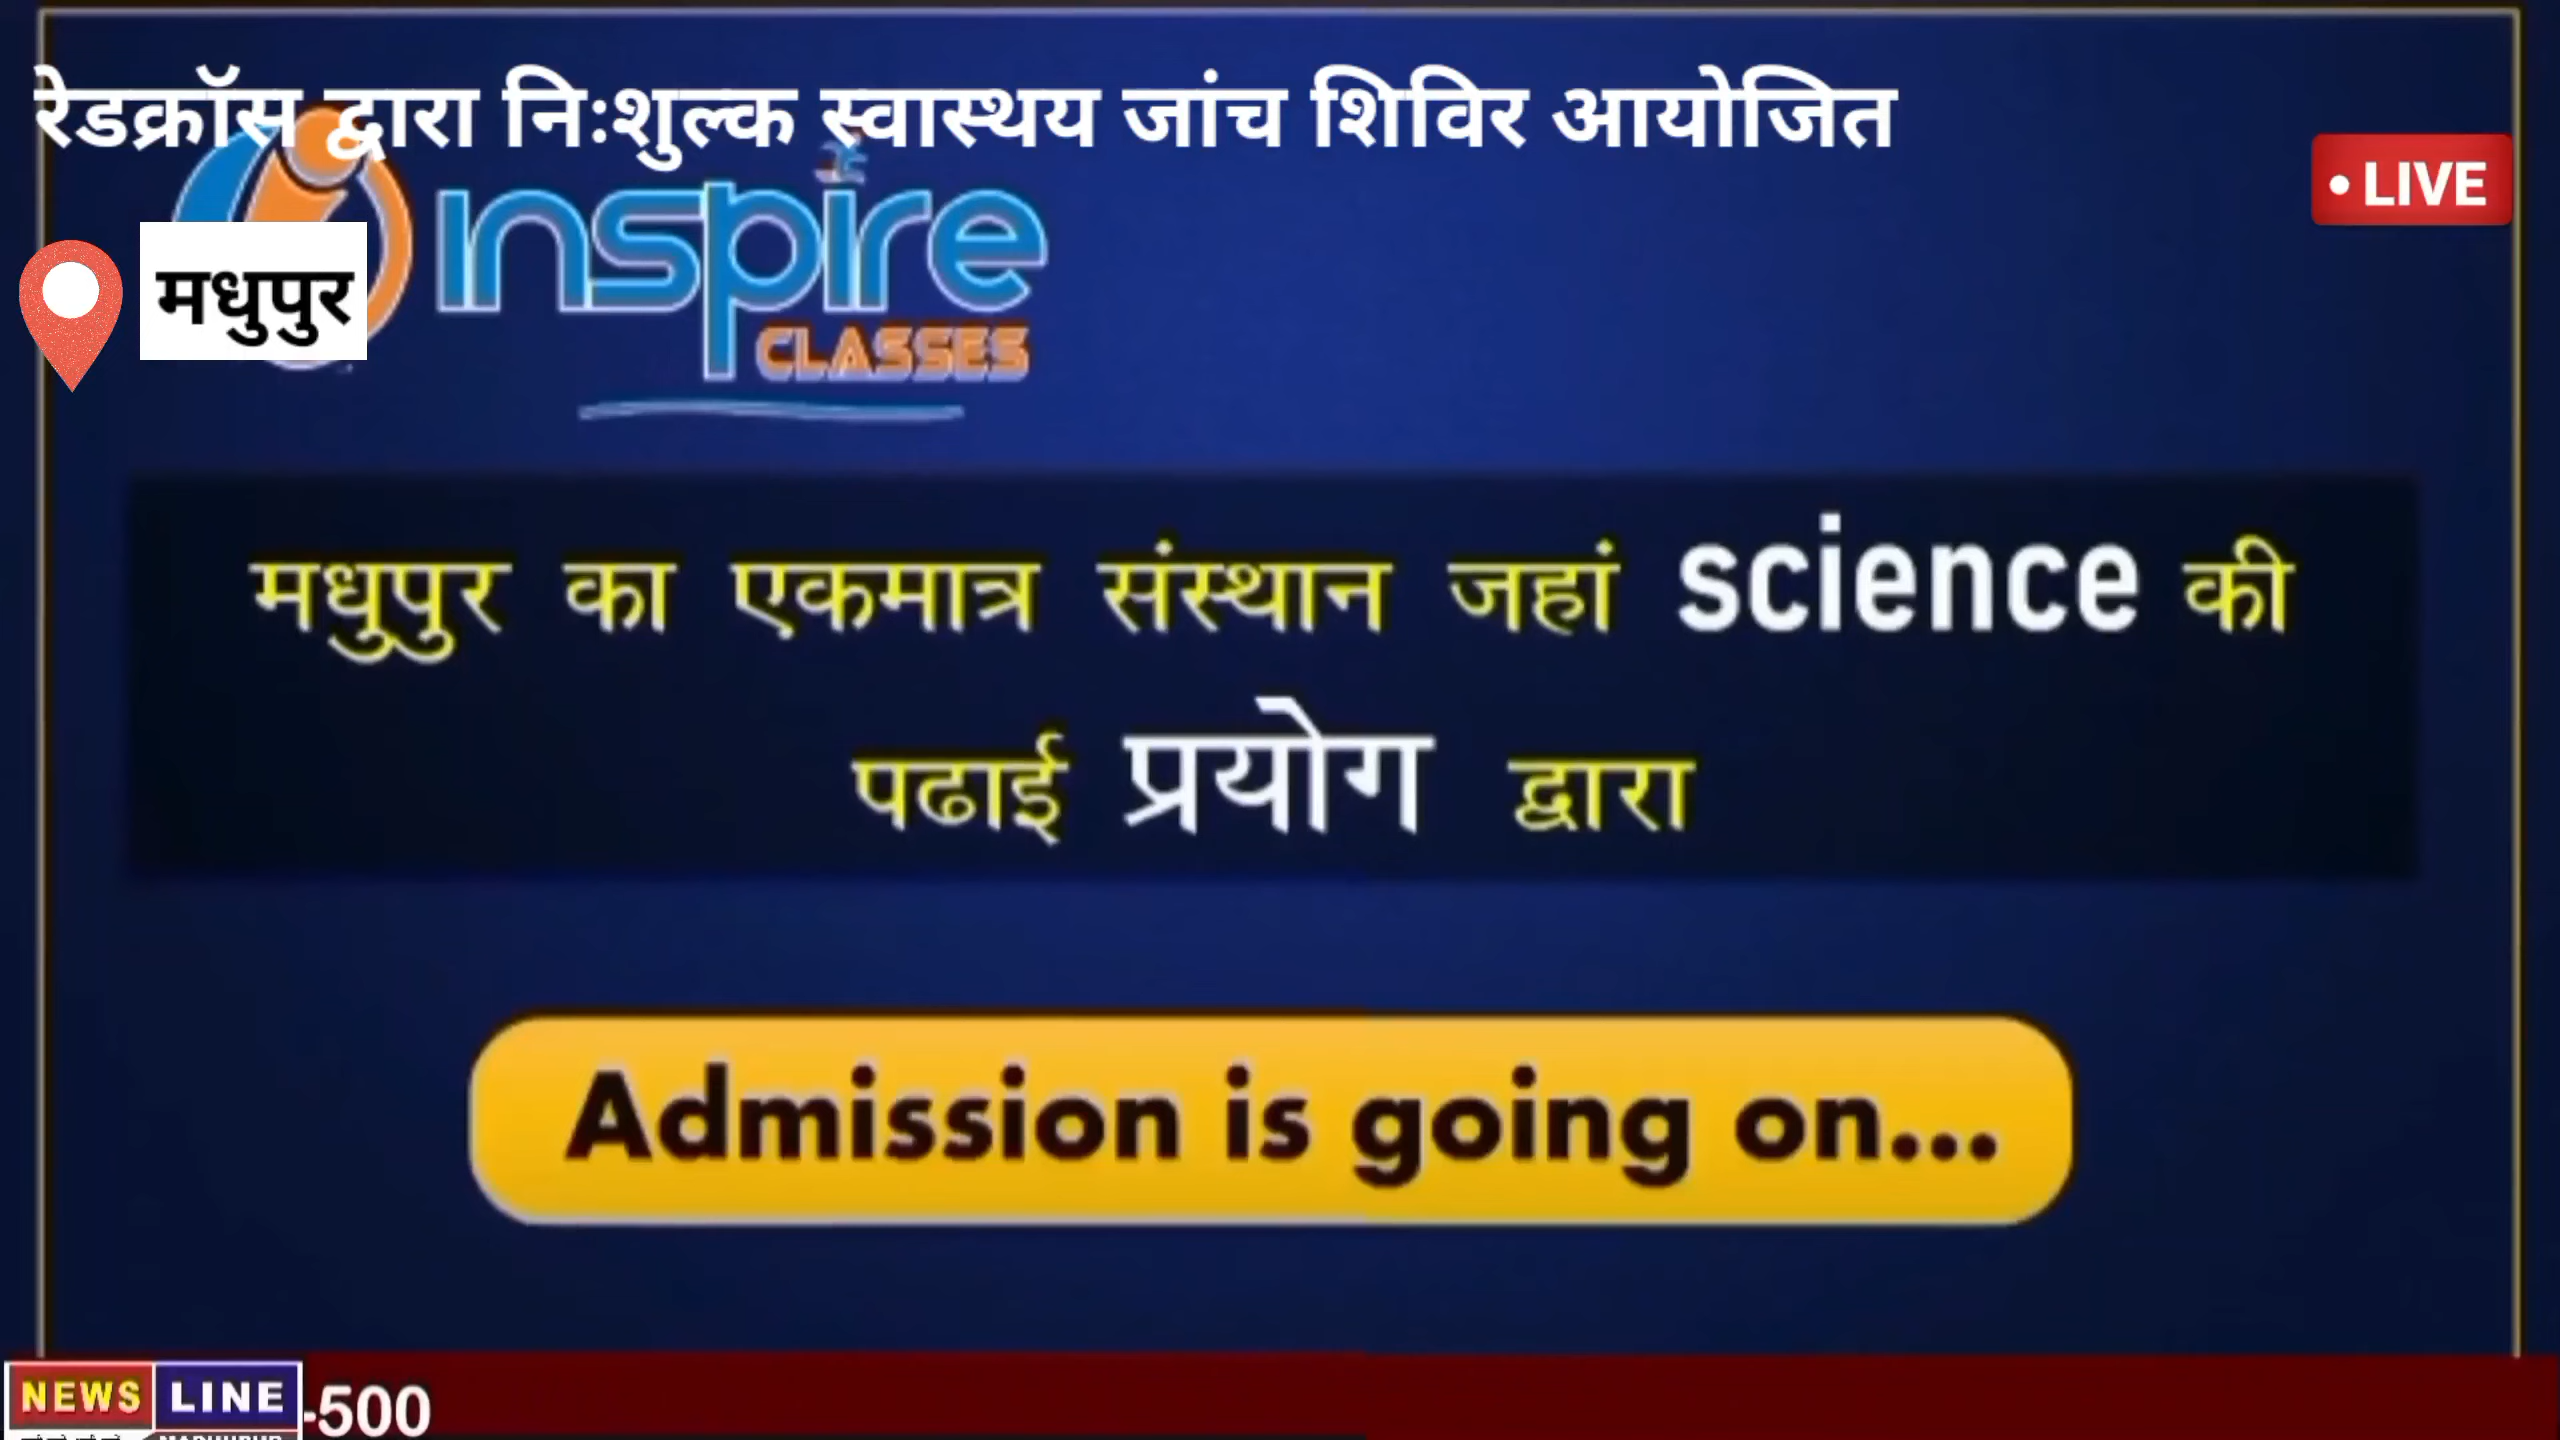 रेडक्रॉस द्वारा निःशुल्क स्वास्थय जांच शिविर आयोजित
• LIVE
inspire
CLASSES
मधुपुर
मधुपुर का एकमात्र संस्थान जहां science की
पढाई प्रयोग द्वारा
Admission is going on...
NEWS LINE
-500